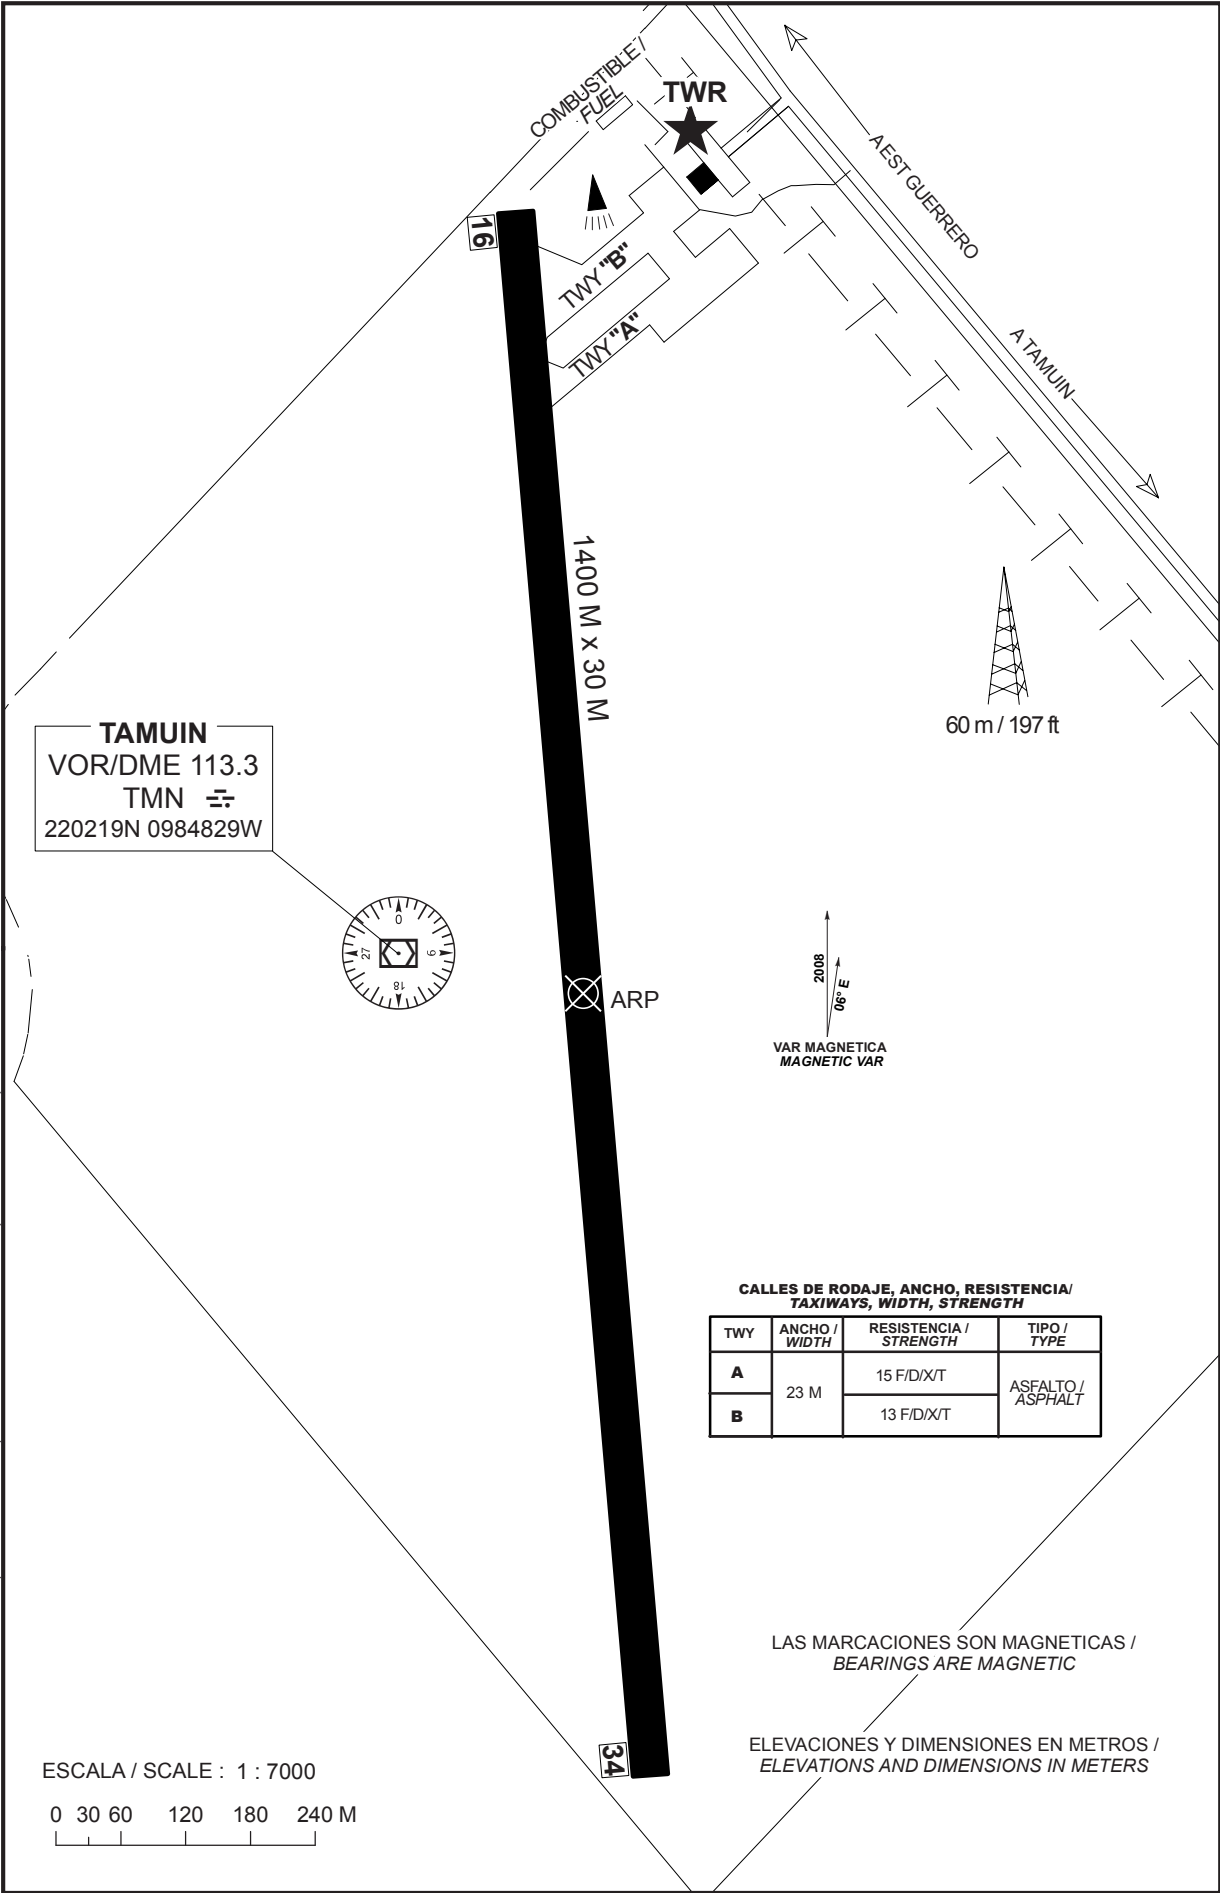 COMBUSTIBLE /
FUEL
TWR
A EST GUERRERO
A TAMUIN
16
TWY "B"
TWY "A"
1400 M x 30 M
60 m / 197 ft
TAMUIN
VOR/DME 113.3
TMN
220219N 0984829W
0
9
18
27
ARP
2008
06° E
VAR MAGNETICA
MAGNETIC VAR
CALLES DE RODAJE, ANCHO, RESISTENCIA/
TAXIWAYS, WIDTH, STRENGTH
TWY
ANCHO /
WIDTH
RESISTENCIA /
STRENGTH
TIPO /
TYPE
A
23 M
15 F/D/X/T
ASFALTO /
ASPHALT
B
13 F/D/X/T
LAS MARCACIONES SON MAGNETICAS /
BEARINGS ARE MAGNETIC
34
ELEVACIONES Y DIMENSIONES EN METROS /
ELEVATIONS AND DIMENSIONS IN METERS
ESCALA / SCALE : 1 : 7000
0 30 60 120 180 240 M